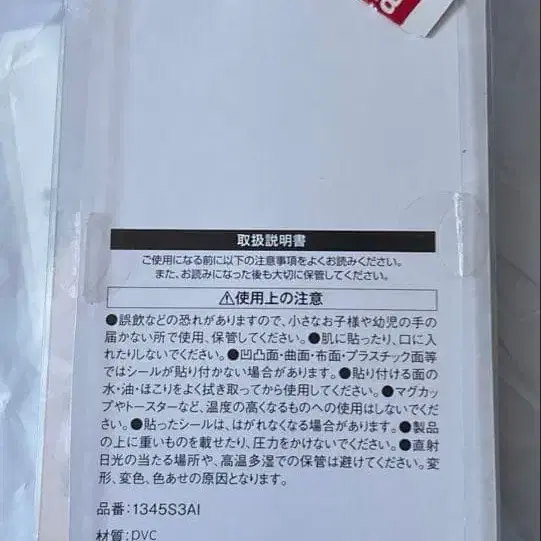 取扱説明書
ご使用になる前に以下の注意事項をよくお読みください。
また、お読みになった後も大切に保管してください。
⚠使用上の注意
●誤飲などの恐れがありますので、小さなお子様や幼児の手の
届かない所で使用、保管してください。●肌に貼ったり、口に入
れたりしないでください。●凹凸面・曲面・布面・プラスチック面等
ではシールが貼り付かない場合があります。●貼り付ける面の
水・油・ほこりをよく拭き取ってから使用してください。●マグカッ
プやトースターなど、温度の高くなるものへの使用はしないでくだ
さい。●貼ったシールは、はがれなくなる場合があります。●製品
の上に重いものを載せたり、圧力をかけないでください。●直射
日光の当たる場所や、高温多湿での保管は避けてください。変
形、変色、色あせの原因となります。
品番：1345S3AI
材質：pvc